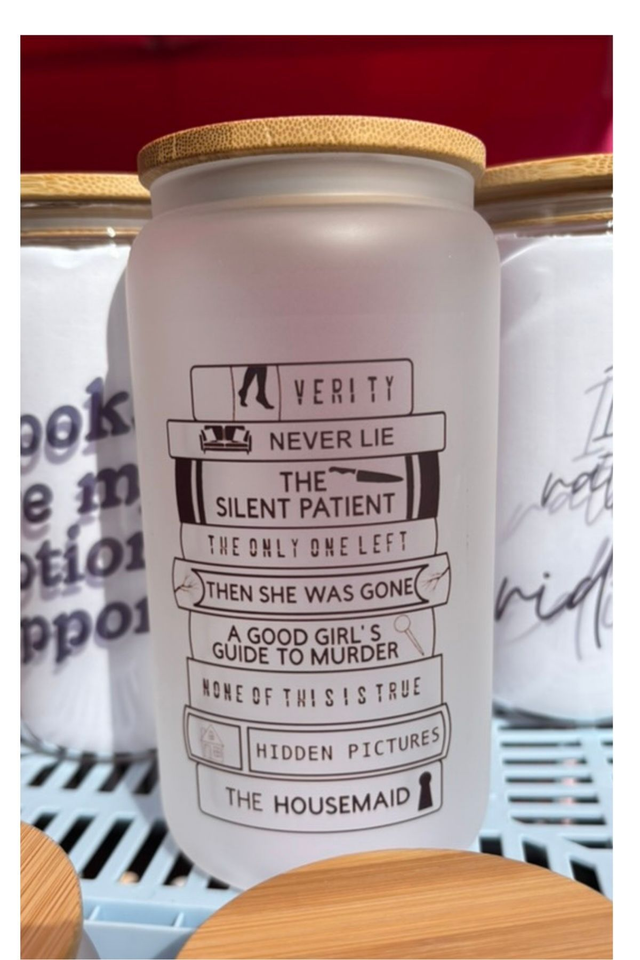 VERITY
NEVER LIE
THE
SILENT PATIENT
THE ONLY ONE LEFT
THEN SHE WAS GONE
A GOOD GIRL'S
GUIDE TO MURDER
NONE OF THIS IS TRUE
HIDDEN PICTURES
THE HOUSEMAID